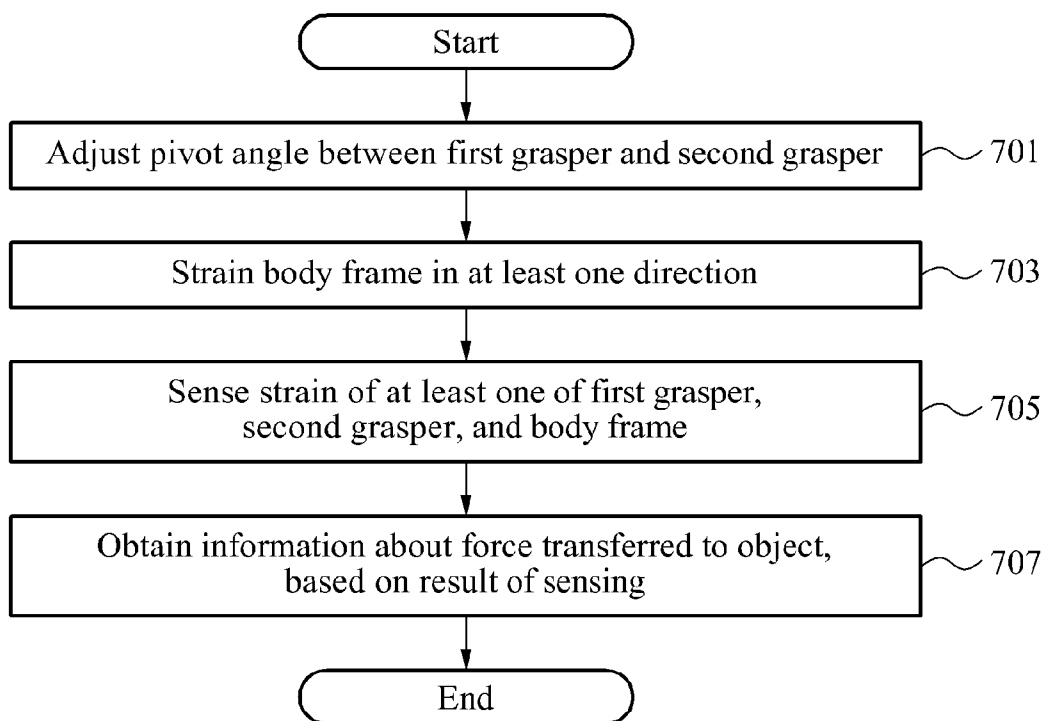 Start
Adjust pivot angle between first grasper and second grasper
701
Strain body frame in at least one direction
703
Sense strain of at least one of first grasper,
second grasper, and body frame
705
Obtain information about force transferred to object,
based on result of sensing
707
End